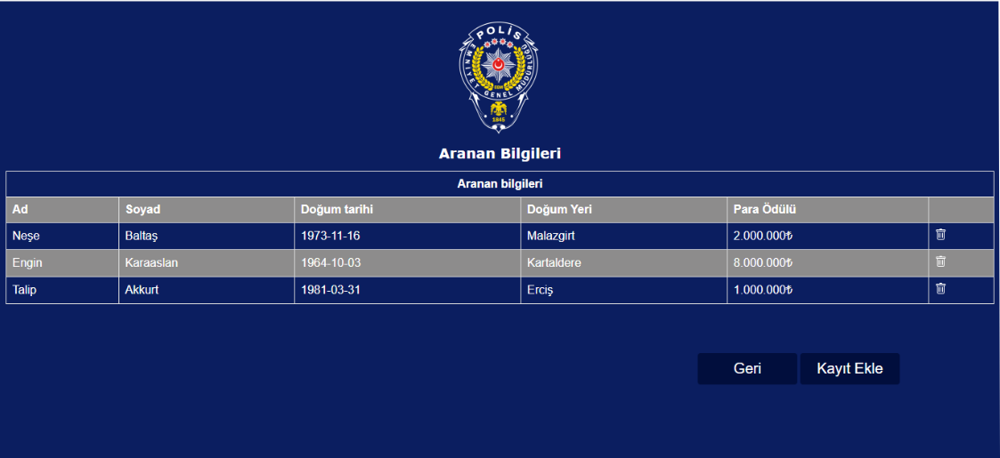 POLİS
EMNİYET GENEL MÜDÜRLÜĞÜ
EGM
1845
Aranan Bilgileri
Aranan bilgileri
Ad Soyad Doğum tarihi Doğum Yeri Para Ödülü
Neşe Baltaş 1973-11-16 Malazgirt 2.000.000₺
Engin Karaaslan 1964-10-03 Kartaldere 8.000.000₺
Talip Akkurt 1981-03-31 Erciş 1.000.000₺
Geri Kayıt Ekle